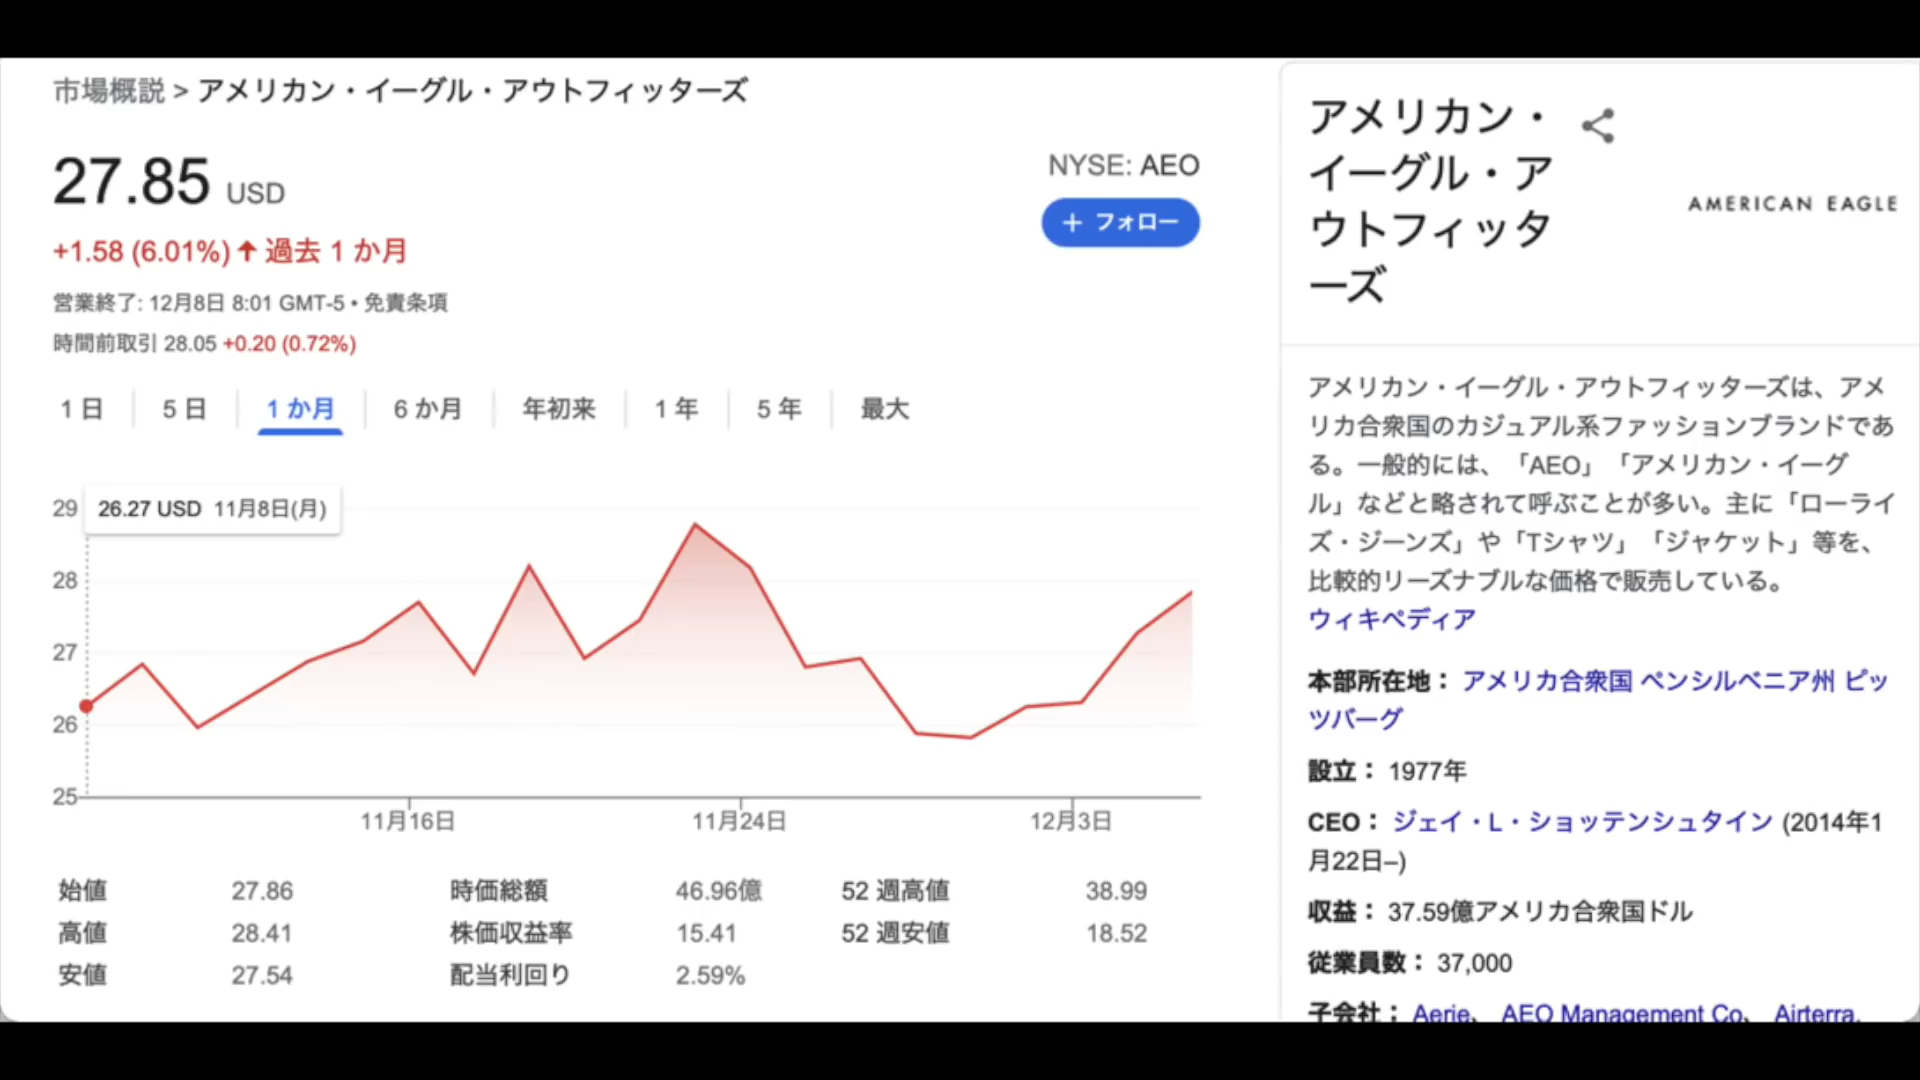 市場概説 > アメリカン・イーグル・アウトフィッターズ
27.85 USD
+1.58 (6.01%) ↑ 過去 1 か月
営業終了: 12月8日 8:01 GMT-5 • 免責条項
時間前取引 28.05 +0.20 (0.72%)
NYSE: AEO
+ フォロー
1 日 5 日 1 か月 6 か月 年初来 1 年 5 年 最大
26.27 USD 11月8日(月)
29
28
27
26
25
11月16日 11月24日 12月3日
始値 27.86 時価総額 46.96億 52 週高値 38.99
高値 28.41 株価収益率 15.41 52 週安値 18.52
安値 27.54 配当利回り 2.59%
アメリカン・
イーグル・ア
ウトフィッタ
ーズ
AMERICAN EAGLE
アメリカン・イーグル・アウトフィッターズは、アメ
リカ合衆国のカジュアル系ファッションブランドであ
る。一般的には、「AEO」「アメリカン・イーグ
ル」などと略されて呼ぶことが多い。主に「ローライ
ズ・ジーンズ」や「Tシャツ」「ジャケット」等を、
比較的リーズナブルな価格で販売している。
ウィキペディア
本部所在地： アメリカ合衆国 ペンシルベニア州 ピッ
ツバーグ
設立： 1977年
CEO： ジェイ・L・ショッテンシュタイン (2014年1
月22日–)
収益： 37.59億アメリカ合衆国ドル
従業員数： 37,000
子会社： Aerie、 AEO Management Co、 Airterra、